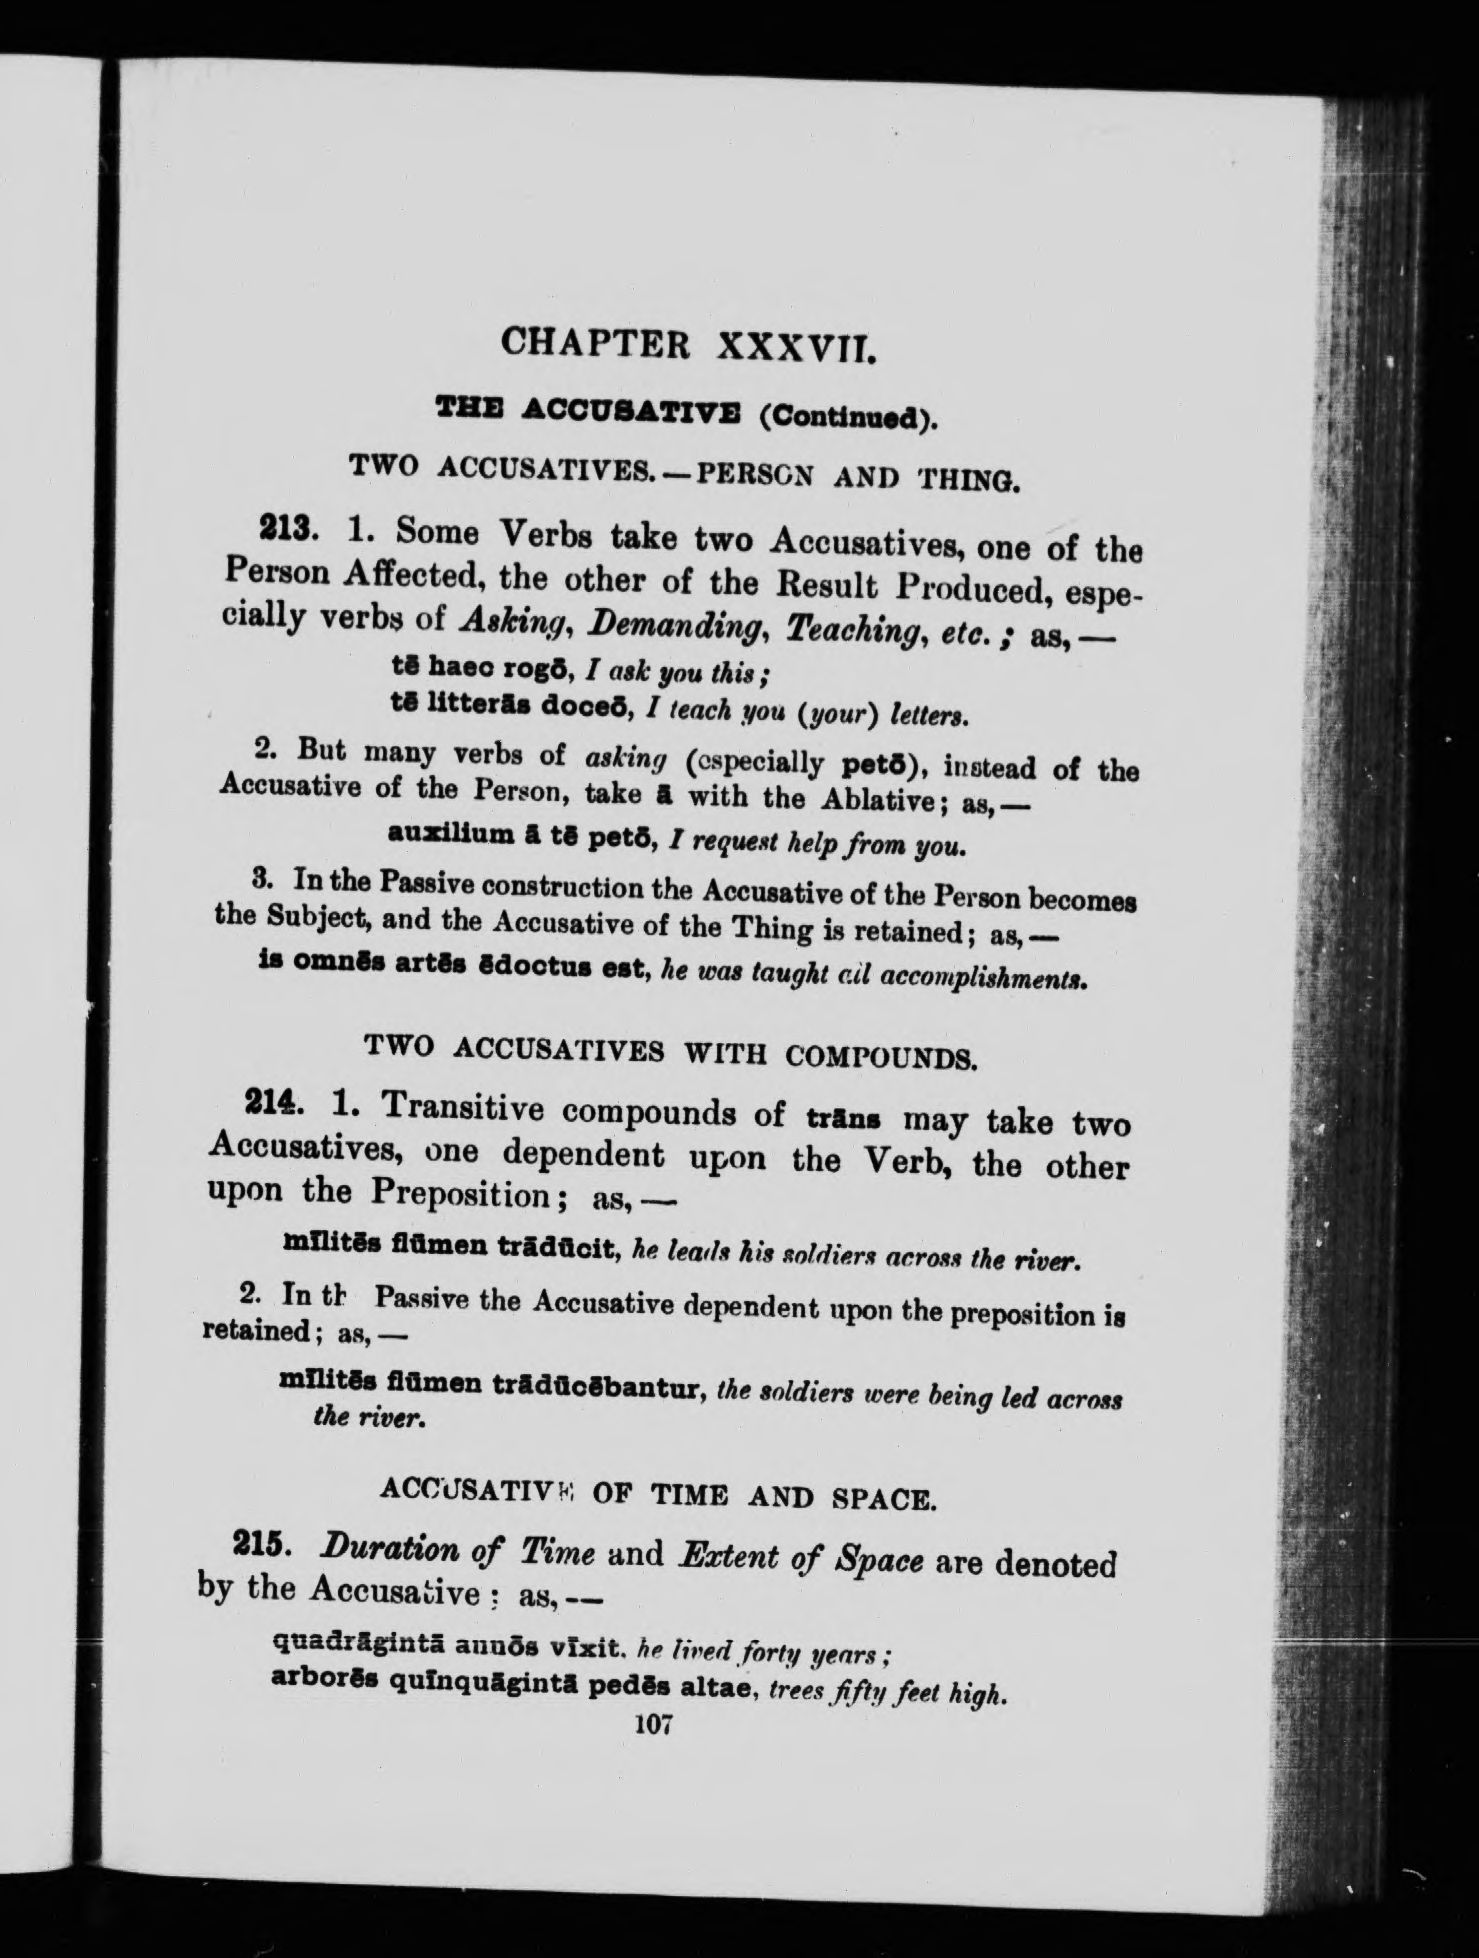 CHAPTER XXXVII.
THE ACCUSATIVE (Continued).
TWO ACCUSATIVES.—PERSON AND THING.
213. 1. Some Verbs take two Accusatives, one of the
Person Affected, the other of the Result Produced, espe-
cially verbs of Asking, Demanding, Teaching, etc.; as,—
tē haec rogō, I ask you this;
tē litterās doceō, I teach you (your) letters.
2. But many verbs of asking (especially petō), instead of the
Accusative of the Person, take ā with the Ablative; as,—
auxilium ā tē petō, I request help from you.
3. In the Passive construction the Accusative of the Person becomes
the Subject, and the Accusative of the Thing is retained; as,—
is omnēs artēs ēdoctus est, he was taught all accomplishments.
TWO ACCUSATIVES WITH COMPOUNDS.
214. 1. Transitive compounds of trāns may take two
Accusatives, one dependent upon the Verb, the other
upon the Preposition; as,—
mīlitēs flūmen trādūcit, he leads his soldiers across the river.
2. In th Passive the Accusative dependent upon the preposition is
retained; as,—
mīlitēs flūmen trādūcēbantur, the soldiers were being led across
the river.
ACCUSATIVE OF TIME AND SPACE.
215. Duration of Time and Extent of Space are denoted
by the Accusative; as,—
quadrāgintā annōs vīxit, he lived forty years;
arborēs quīnquāgintā pedēs altae, trees fifty feet high.
107